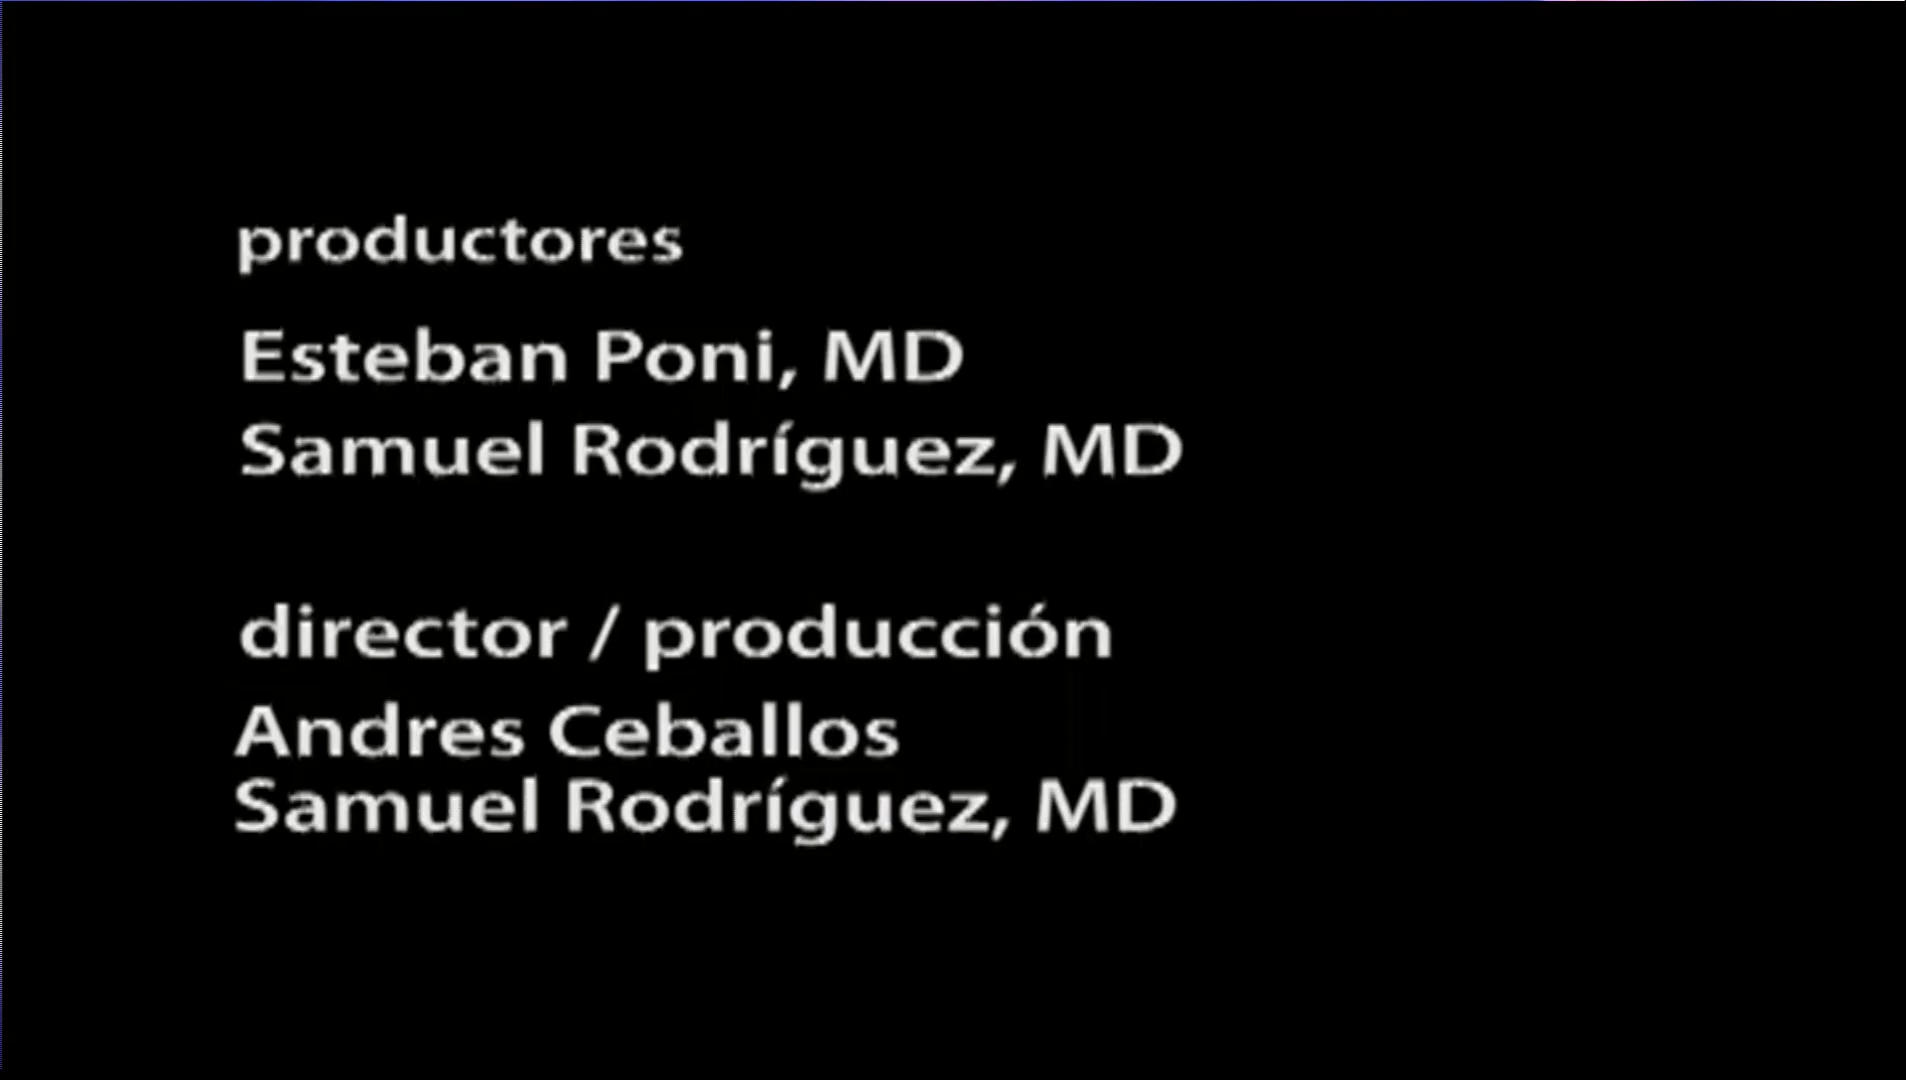 productores
Esteban Poni, MD
Samuel Rodríguez, MD
director / producción
Andres Ceballos
Samuel Rodríguez, MD